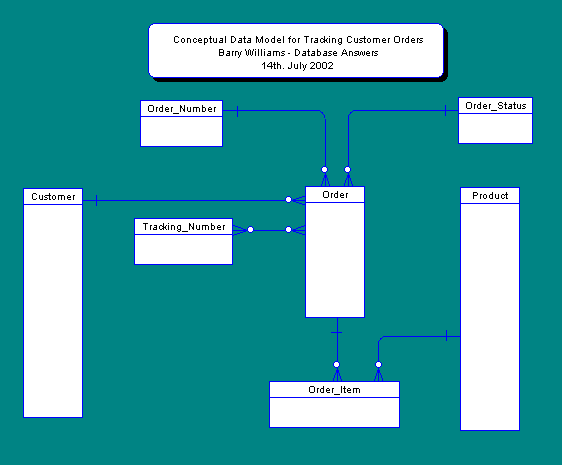 Conceptual Data Model for Tracking Customer Orders
Barry Williams - Database Answers
14th. July 2002
Order_Number
Order_Status
Customer
Order
Product
Tracking_Number
Order_Item